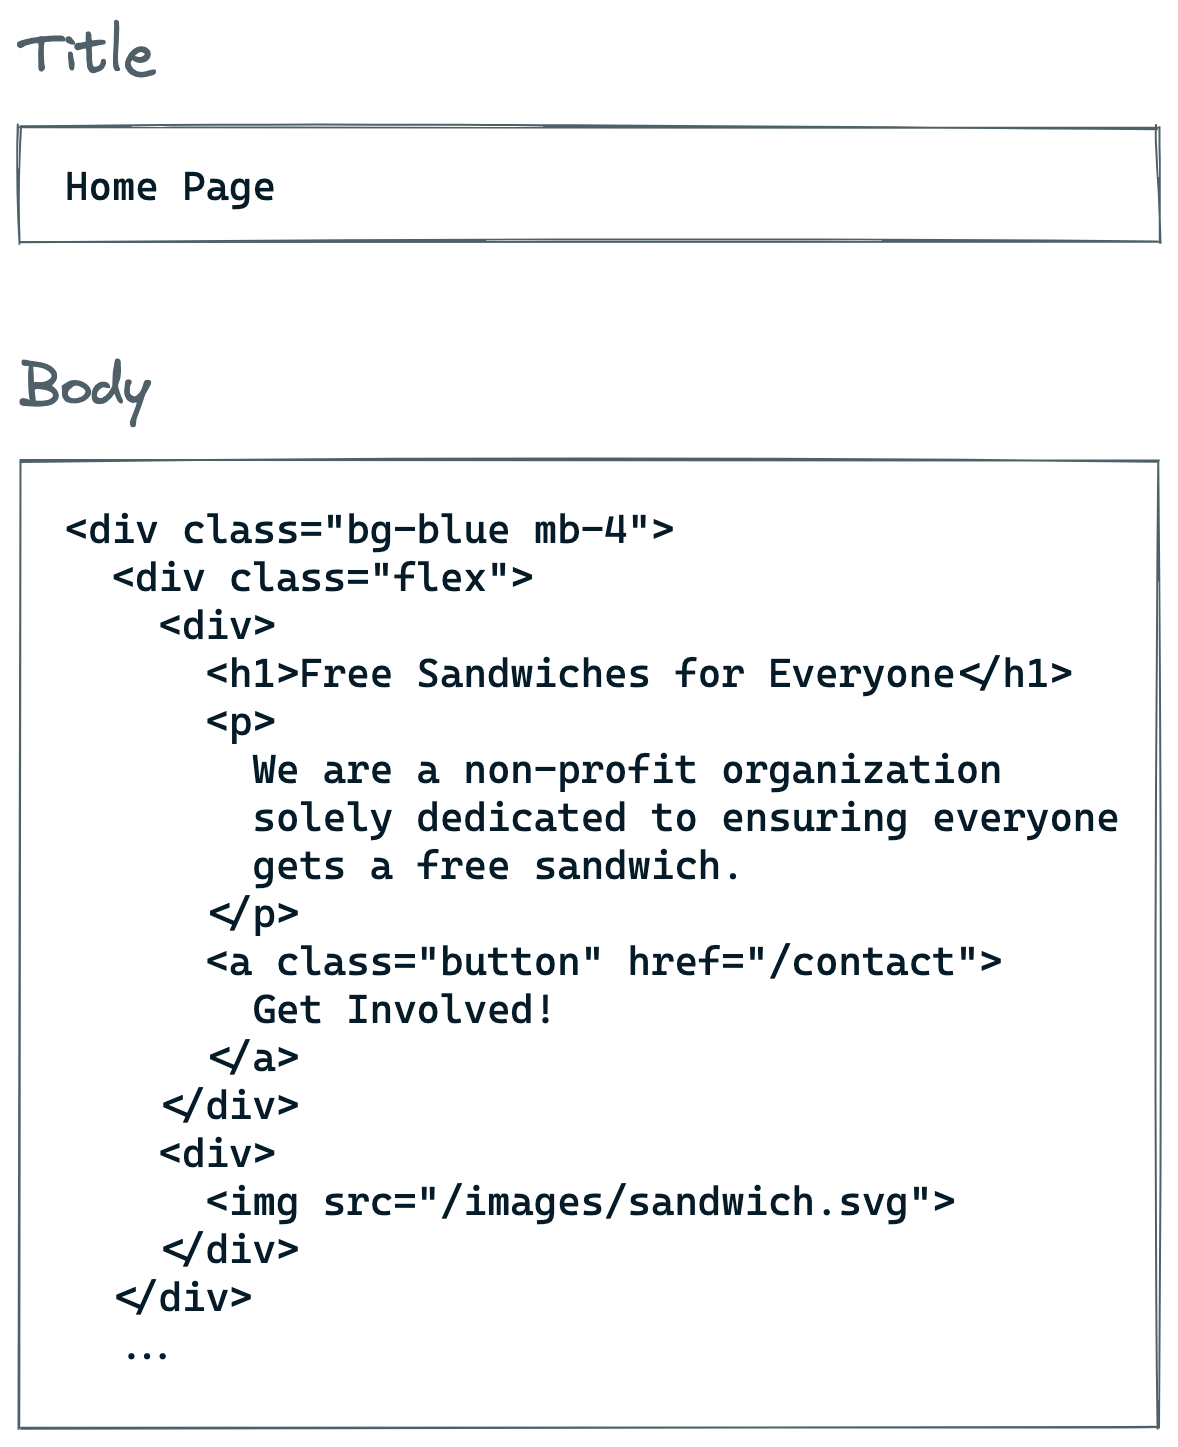 Title
Home Page
Body
<div class="bg-blue mb-4">
  <div class="flex">
    <div>
      <h1>Free Sandwiches for Everyone</h1>
      <p>
        We are a non-profit organization
        solely dedicated to ensuring everyone
        gets a free sandwich.
      </p>
      <a class="button" href="/contact">
        Get Involved!
      </a>
    </div>
    <div>
      <img src="/images/sandwich.svg">
    </div>
  </div>
  ...